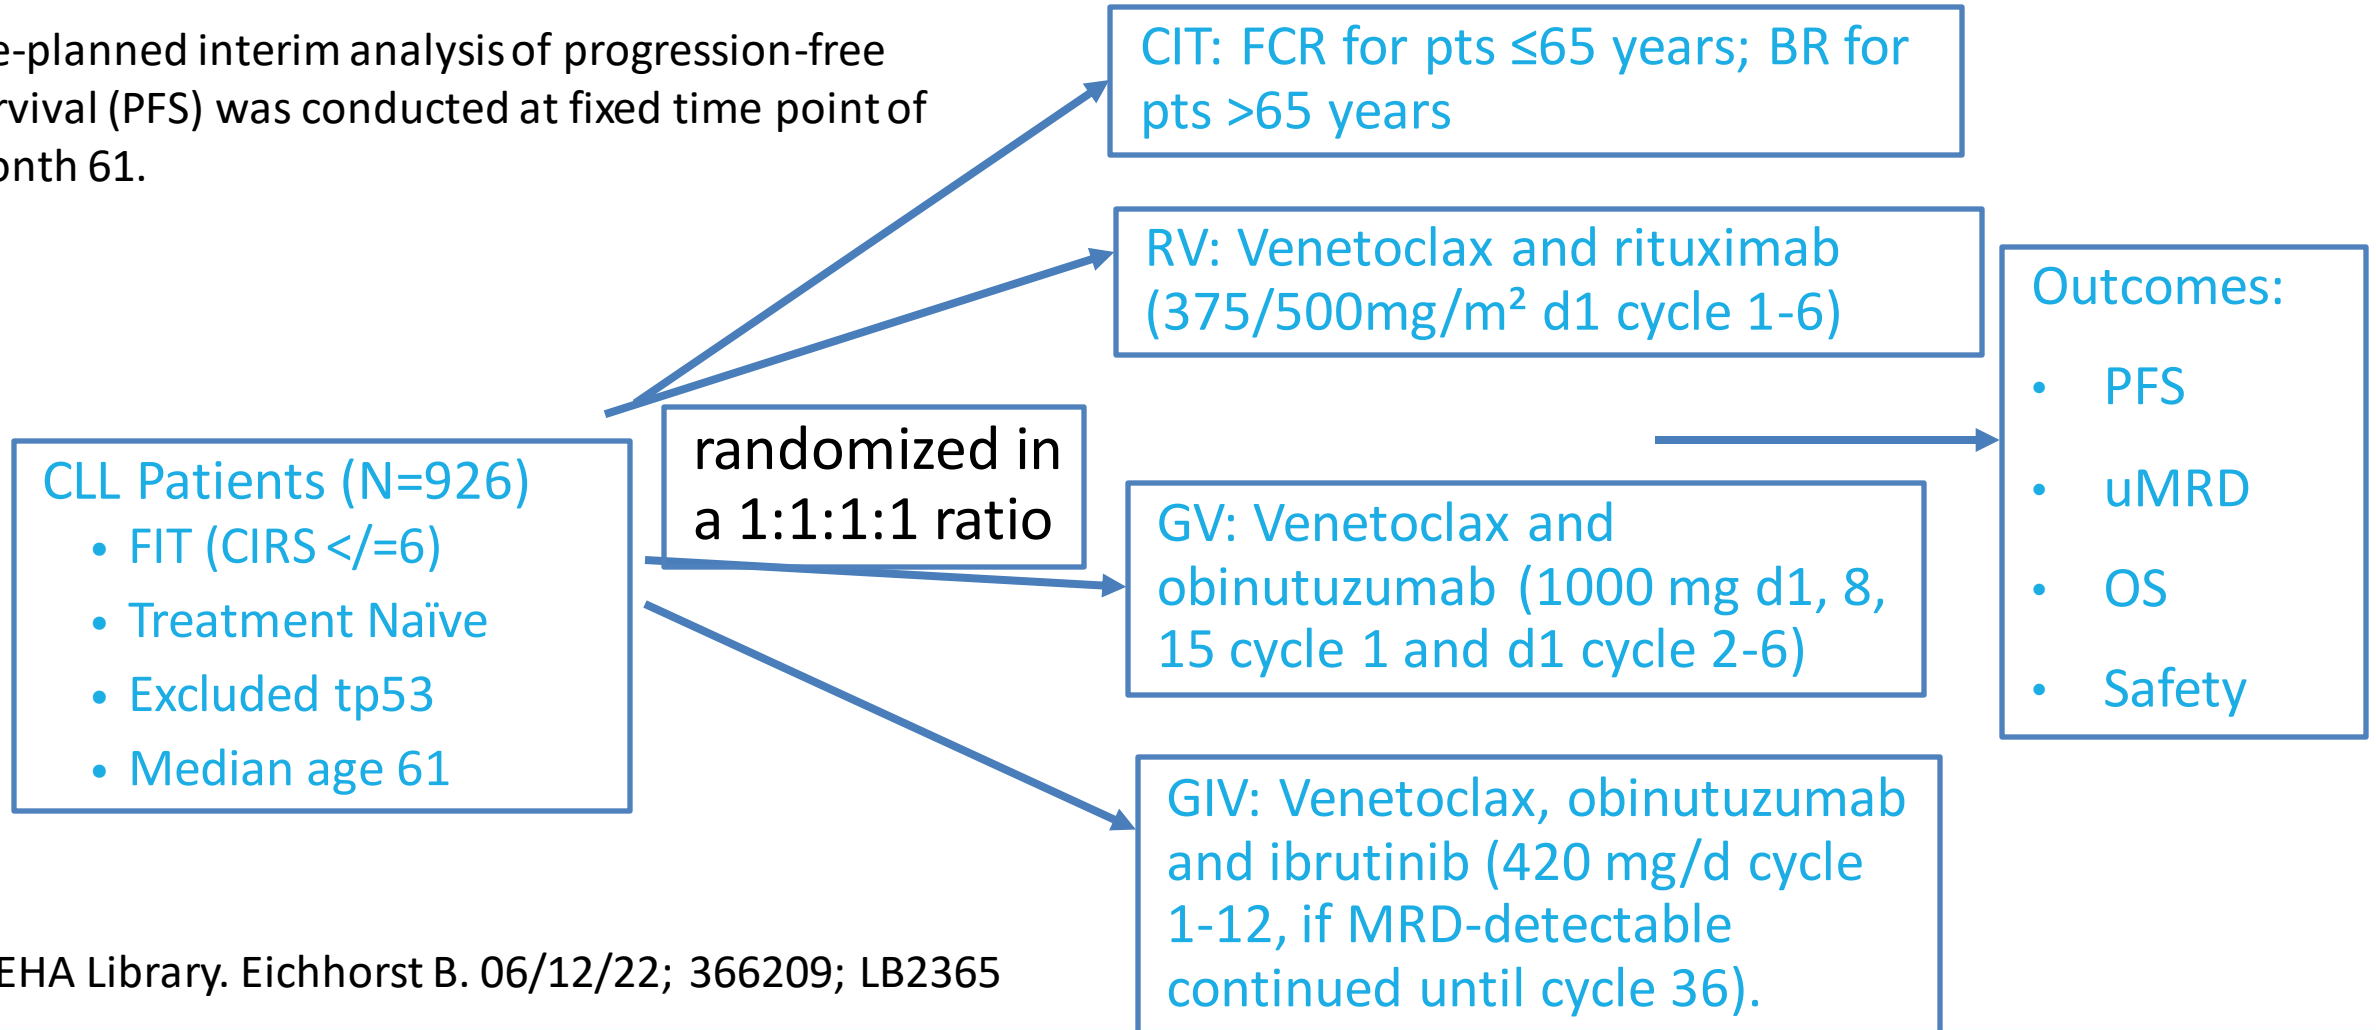 e-planned interim analysis of progression-free
rvival (PFS) was conducted at fixed time point of
onth 61.
CIT: FCR for pts ≤65 years; BR for
pts >65 years
RV: Venetoclax and rituximab
(375/500mg/m² d1 cycle 1-6)
Outcomes:
• PFS
• uMRD
• OS
• Safety
randomized in
a 1:1:1:1 ratio
CLL Patients (N=926)
• FIT (CIRS </=6)
• Treatment Naïve
• Excluded tp53
• Median age 61
GV: Venetoclax and
obinutuzumab (1000 mg d1, 8,
15 cycle 1 and d1 cycle 2-6)
GIV: Venetoclax, obinutuzumab
and ibrutinib (420 mg/d cycle
1-12, if MRD-detectable
continued until cycle 36).
EHA Library. Eichhorst B. 06/12/22; 366209; LB2365